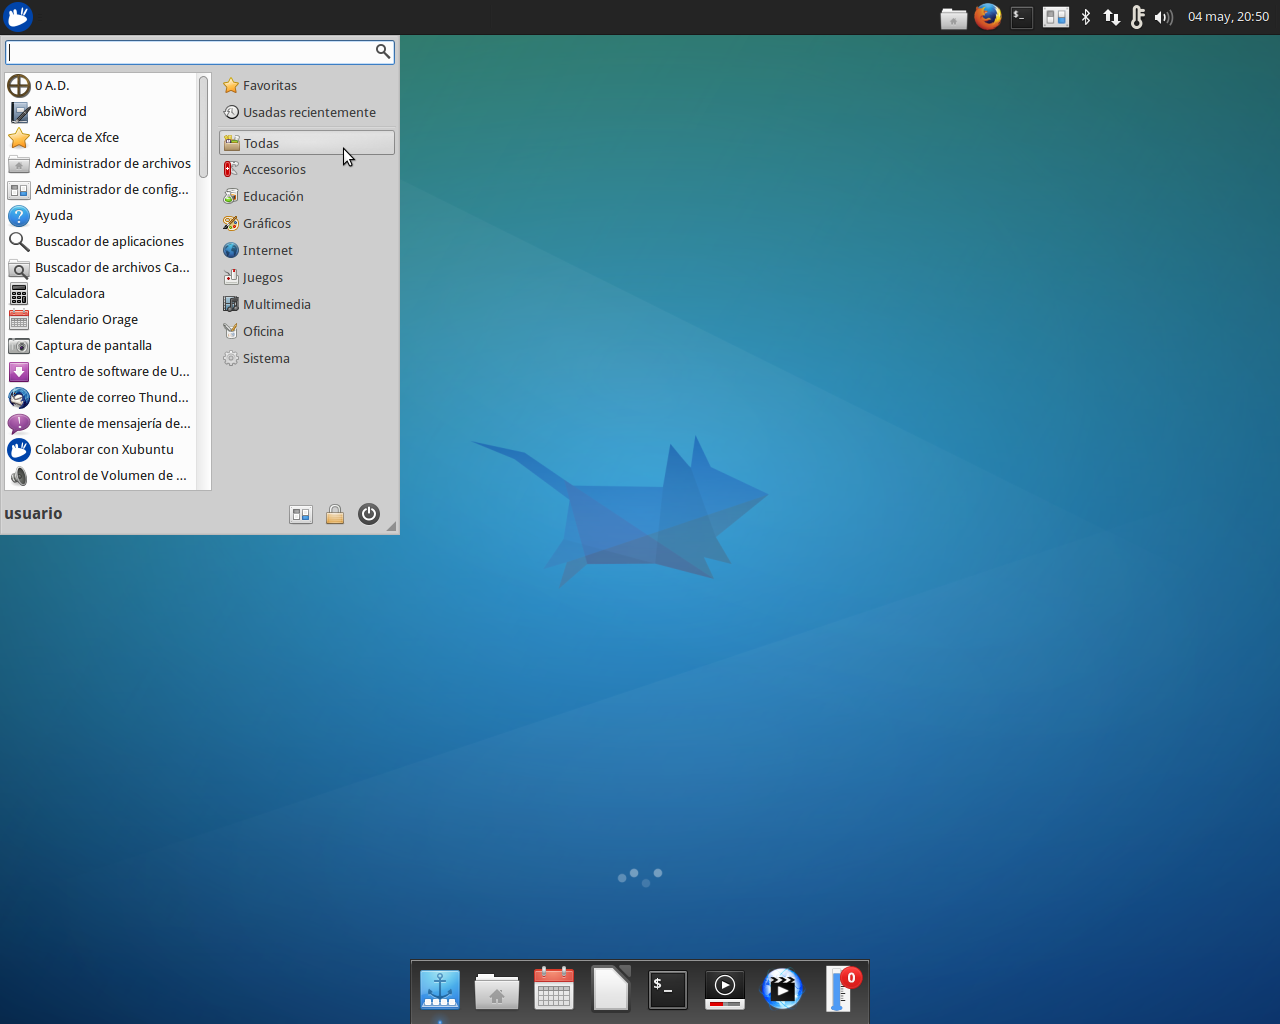 $_
04 may, 20:50
0 A.D.
AbiWord
Acerca de Xfce
Administrador de archivos
Administrador de config...
Ayuda
Buscador de aplicaciones
Buscador de archivos Ca...
Calculadora
Calendario Orage
Captura de pantalla
Centro de software de U...
Cliente de correo Thund...
Cliente de mensajería de...
Colaborar con Xubuntu
Control de Volumen de ...
Favoritas
Usadas recientemente
Todas
Accesorios
Educación
Gráficos
Internet
Juegos
Multimedia
Oficina
Sistema
usuario
$_
0